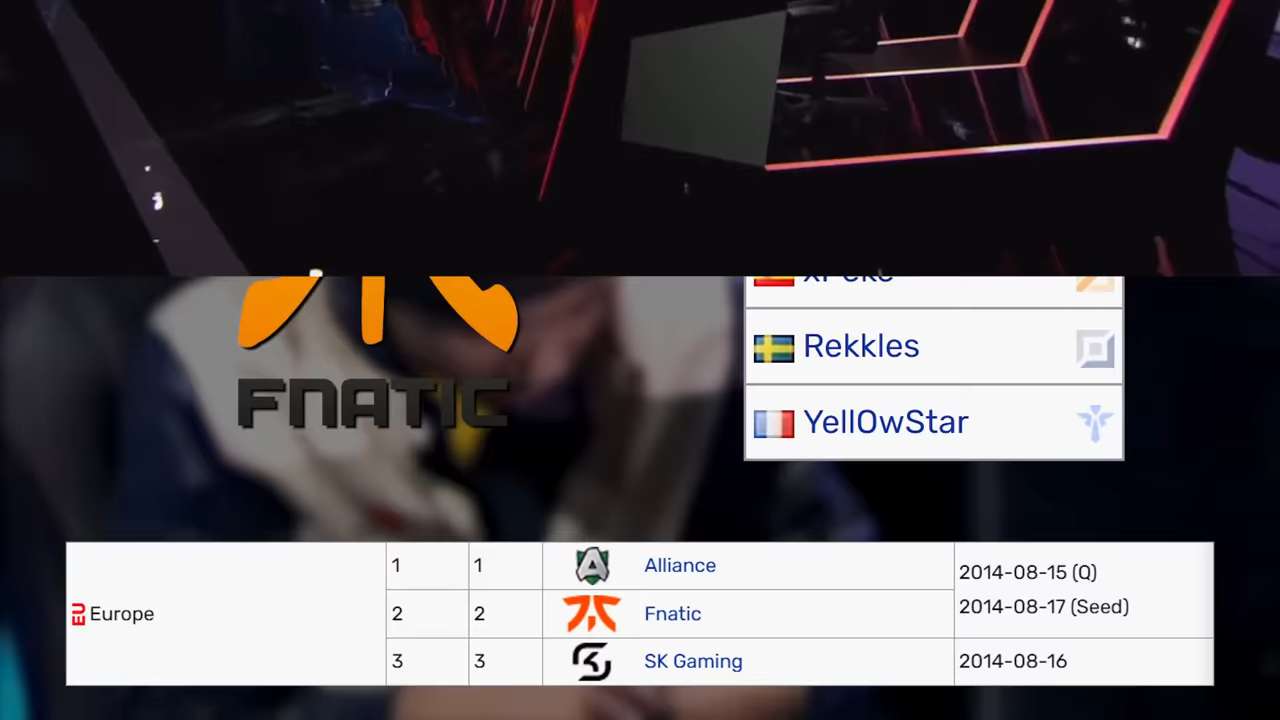 Rekkles
YellOwStar
FNATIC
EU Europe
1 1 Alliance 2014-08-15 (Q)
2 2 Fnatic 2014-08-17 (Seed)
3 3 SK Gaming 2014-08-16